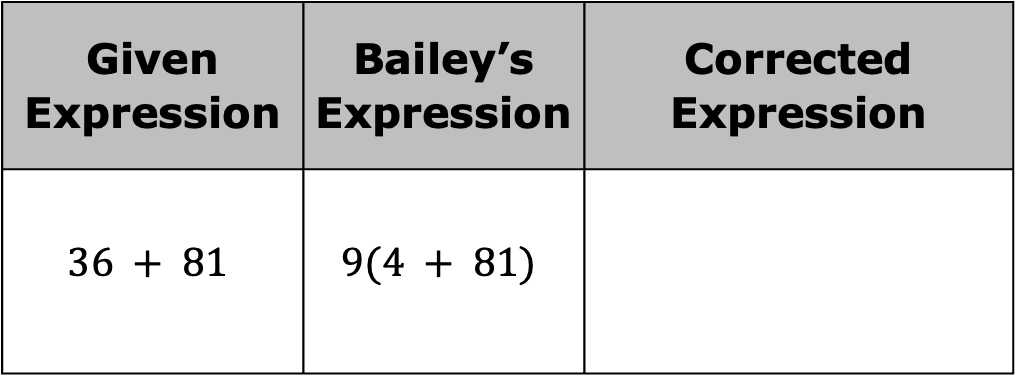 Given
Expression
Bailey’s
Expression
Corrected
Expression
36 + 81
9(4 + 81)